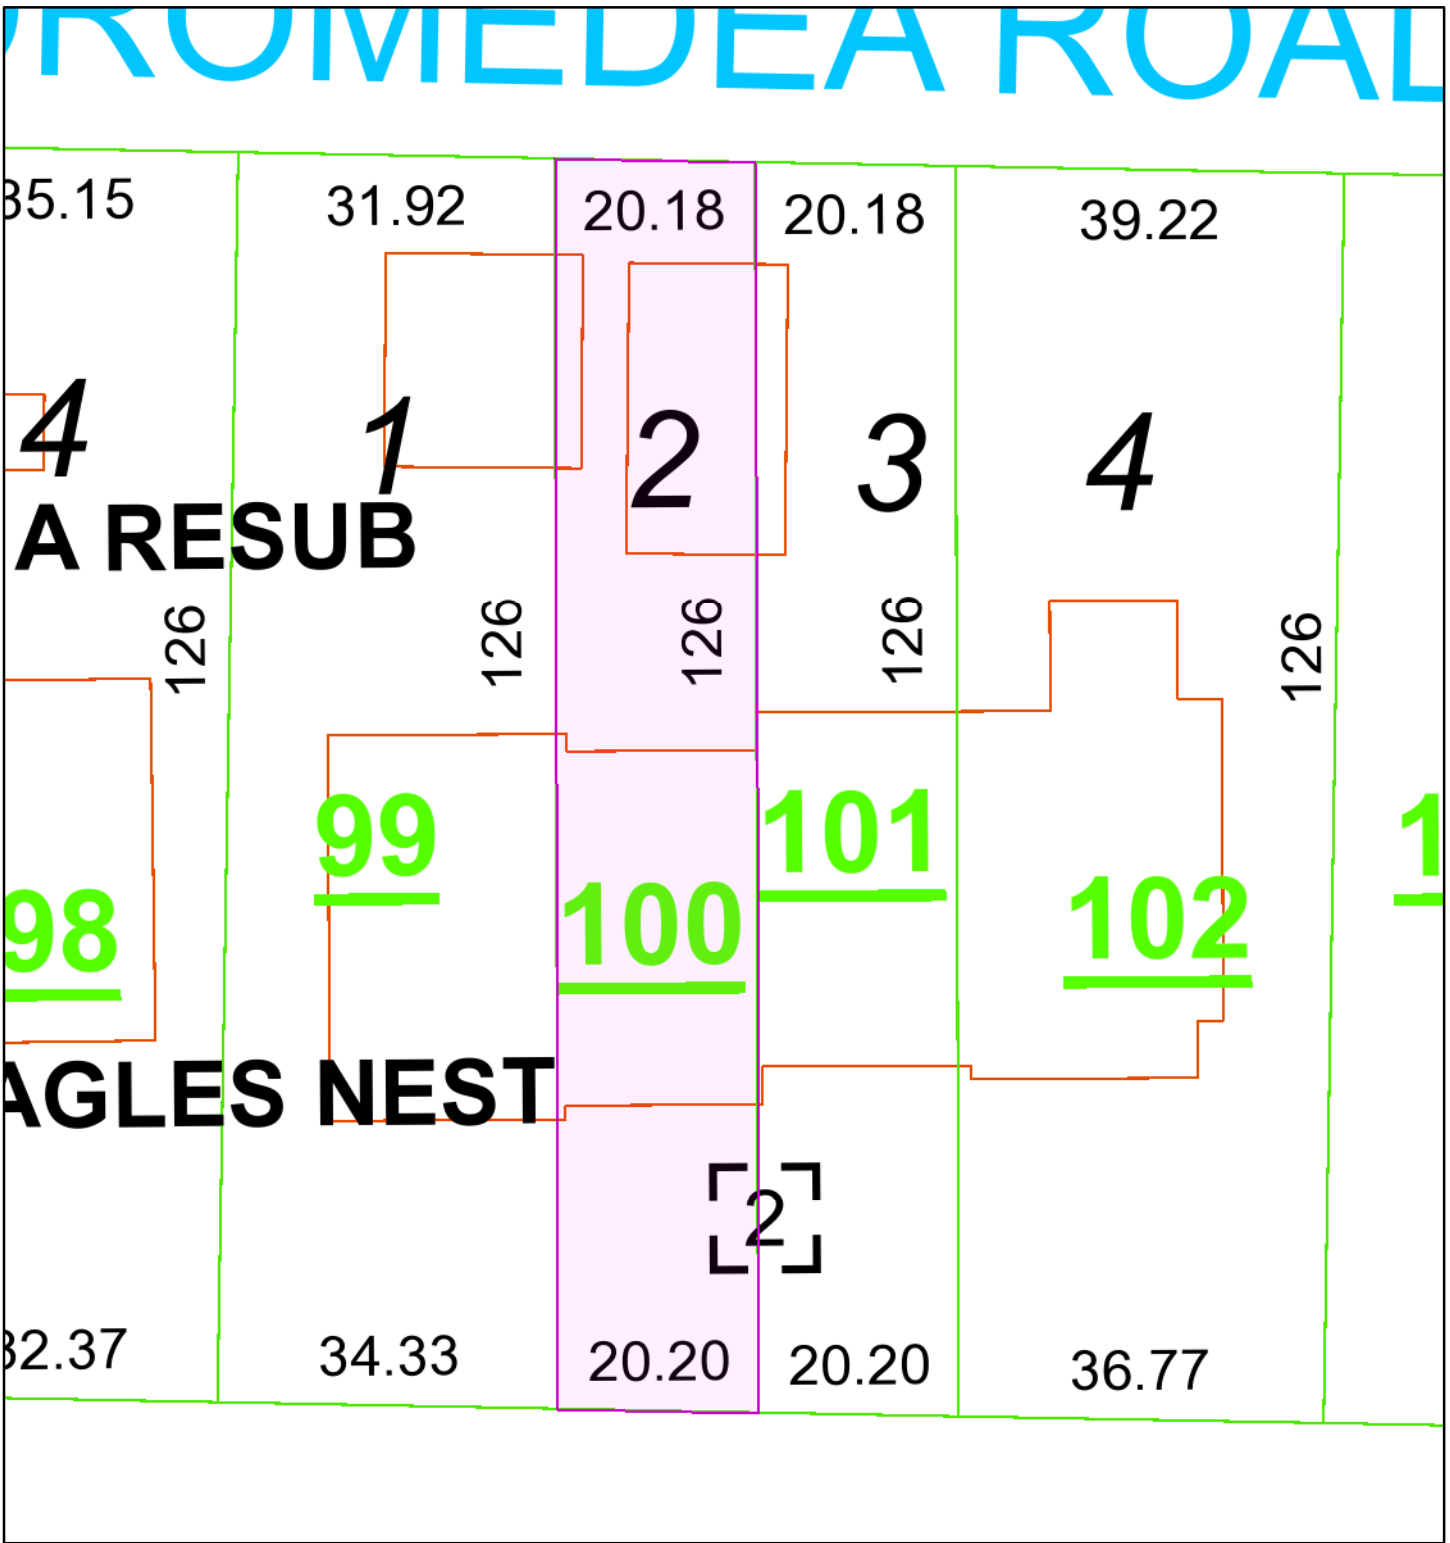 ROMEDEA ROAD
35.15 31.92 20.18 20.18 39.22
4 1 2 3 4
A RESUB
126 126 126 126 126
99 101
98 100 102
AGLES NEST
2
32.37 34.33 20.20 20.20 36.77